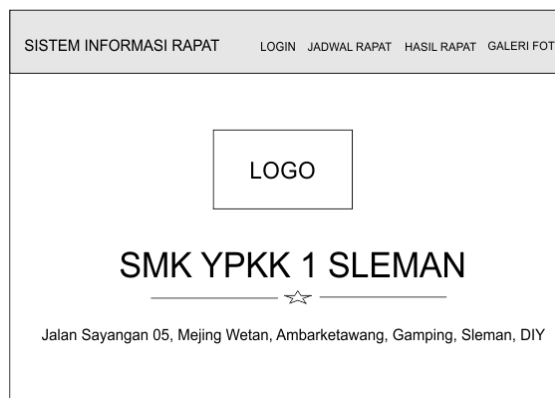 SISTEM INFORMASI RAPAT LOGIN JADWAL RAPAT HASIL RAPAT GALERI FOT
LOGO
SMK YPKK 1 SLEMAN
Jalan Sayangan 05, Mejing Wetan, Ambarketawang, Gamping, Sleman, DIY